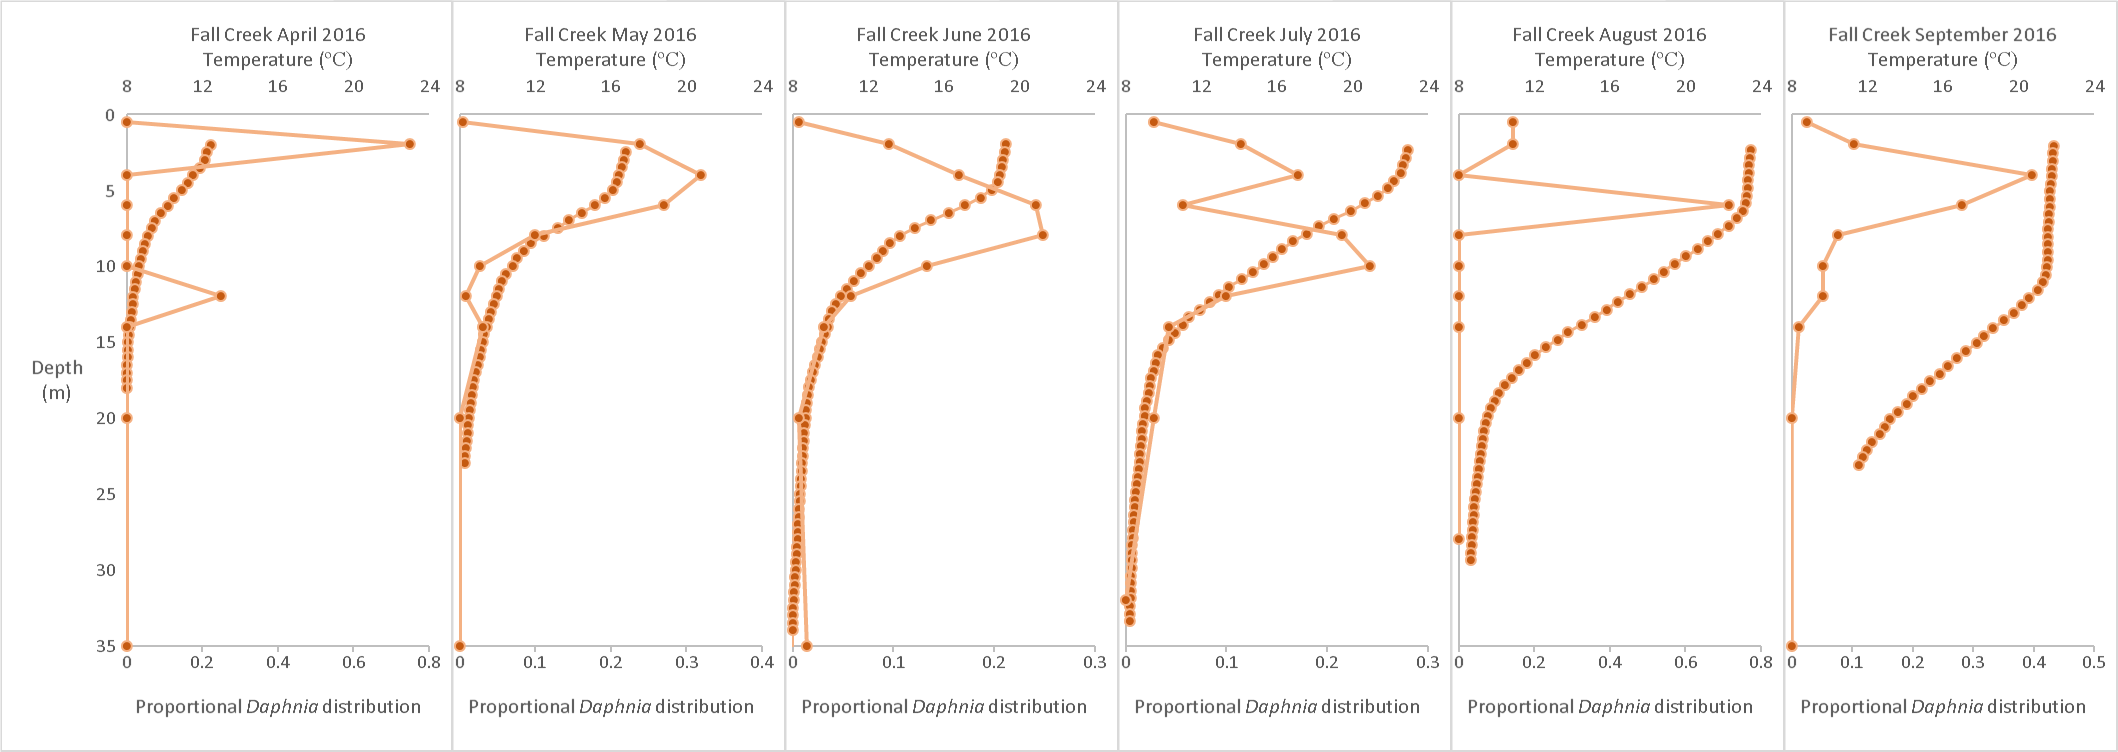 Fall Creek April 2016
Temperature (°C)
8 12 16 20 24
Fall Creek May 2016
Temperature (°C)
8 12 16 20 24
Fall Creek June 2016
Temperature (°C)
8 12 16 20 24
Fall Creek July 2016
Temperature (°C)
8 12 16 20 24
Fall Creek August 2016
Temperature (°C)
8 12 16 20 24
Fall Creek September 2016
Temperature (°C)
8 12 16 20 24
0
5
10
15
Depth
(m)
20
25
30
35
0 0.2 0.4 0.6 0.8
Proportional Daphnia distribution
0 0.1 0.2 0.3 0.4
Proportional Daphnia distribution
0 0.1 0.2 0.3
Proportional Daphnia distribution
0 0.1 0.2 0.3
Proportional Daphnia distribution
0 0.2 0.4 0.6 0.8
Proportional Daphnia distribution
0 0.1 0.2 0.3 0.4 0.5
Proportional Daphnia distribution